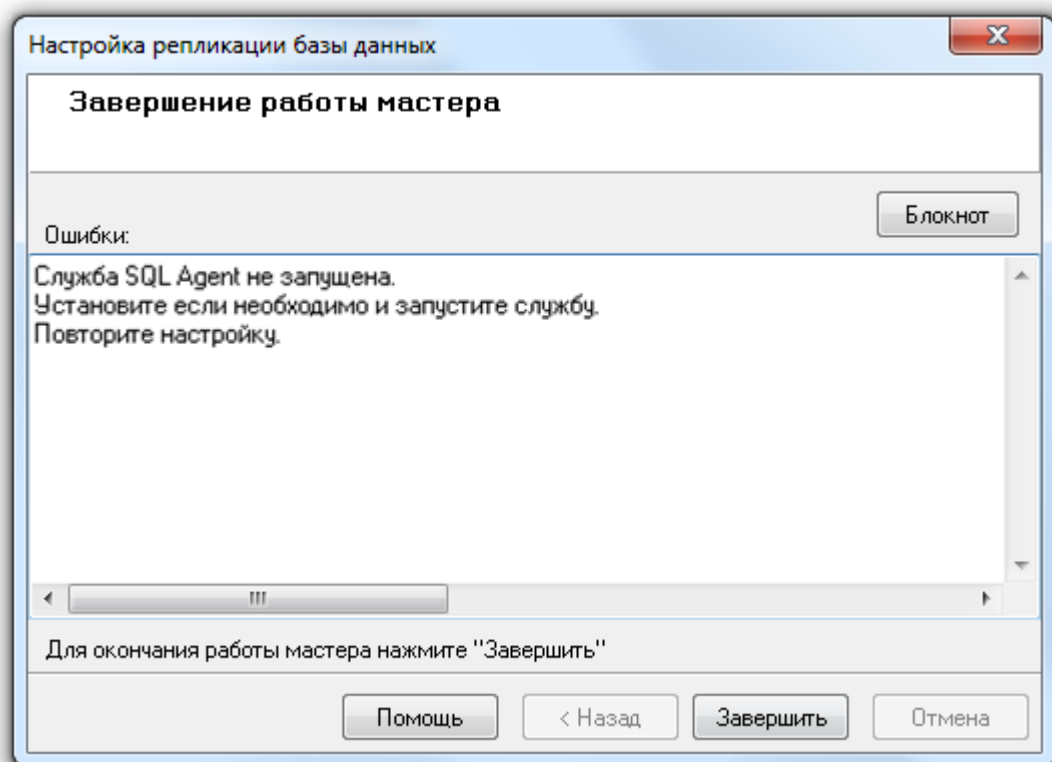 Настройка репликации базы данных
Завершение работы мастера
Блокнот
Ошибки:
Служба SQL Agent не запущена.
Установите если необходимо и запустите службу.
Повторите настройку.
Для окончания работы мастера нажмите "Завершить"
Помощь
< Назад
Завершить
Отмена